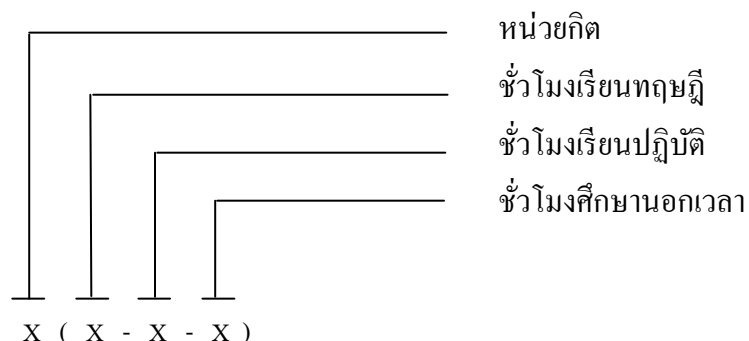 หน่วยกิต
ชั่วโมงเรียนทฤษฎี
ชั่วโมงเรียนปฏิบัติ
ชั่วโมงศึกษานอกเวลา
X ( X - X - X )